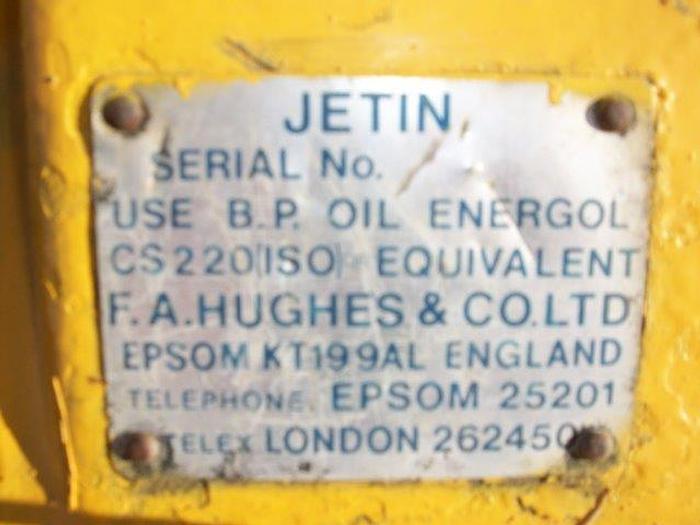 JETIN
SERIAL No.
USE B.P. OIL ENERGOL
CS220(ISO) OR EQUIVALENT
F.A.HUGHES & CO.LTD
EPSOM KT19 9AL ENGLAND
TELEPHONE. EPSOM 25201
TELEX LONDON 262450